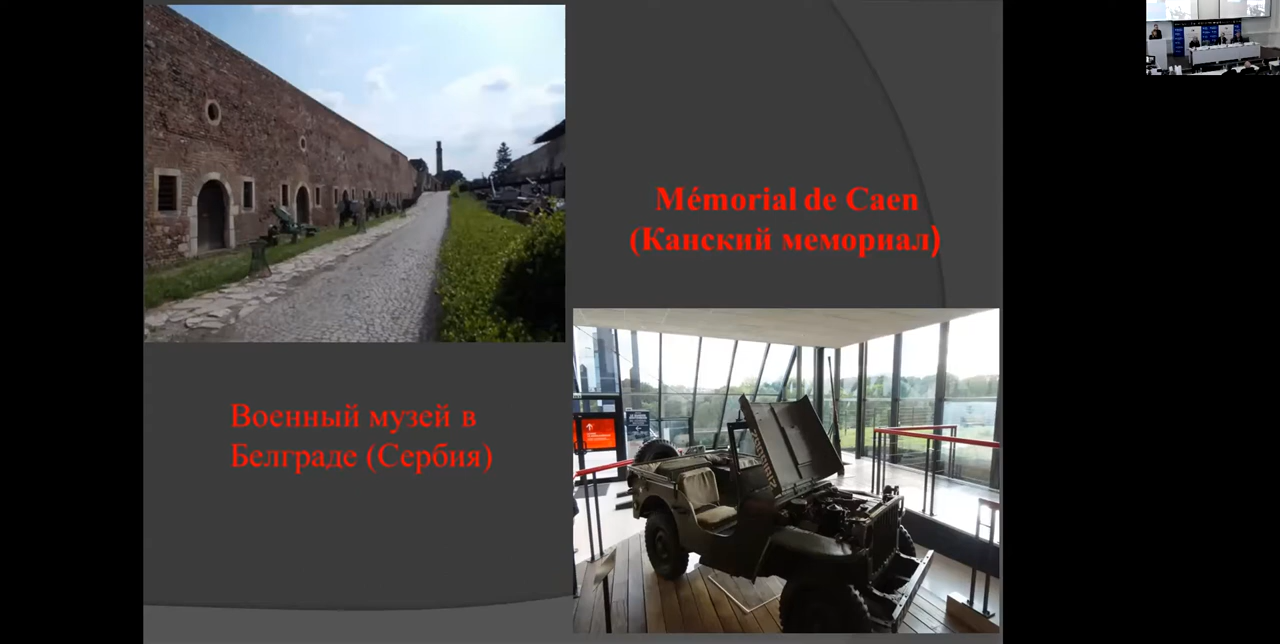 Mémorial de Caen
(Канский мемориал)
Военный музей в
Белграде (Сербия)